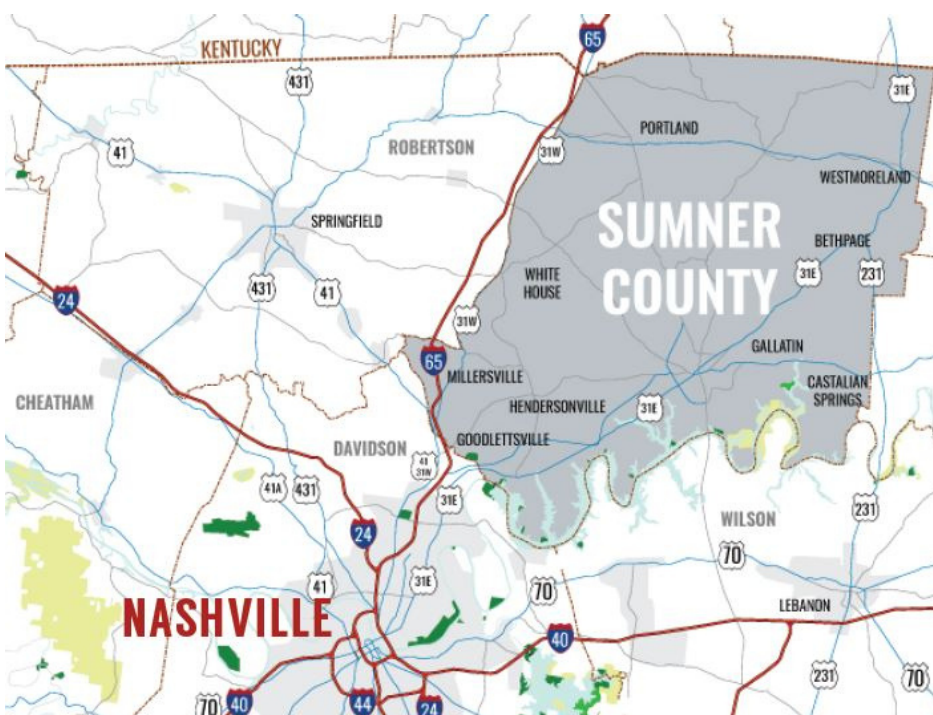 65
KENTUCKY
431
31E
41
ROBERTSON
31W
PORTLAND
WESTMORELAND
SPRINGFIELD
SUMNER
COUNTY
BETHPAGE
WHITE
HOUSE
31E
231
24
431
41
31W
65
GALLATIN
MILLERSVILLE
CASTALIAN
SPRINGS
CHEATHAM
HENDERSONVILLE
31E
DAVIDSON
GOODLETTSVILLE
41
31W
41A
431
31E
231
24
WILSON
70
41
31E
70
NASHVILLE
LEBANON
40
231
70
70
40
44
24